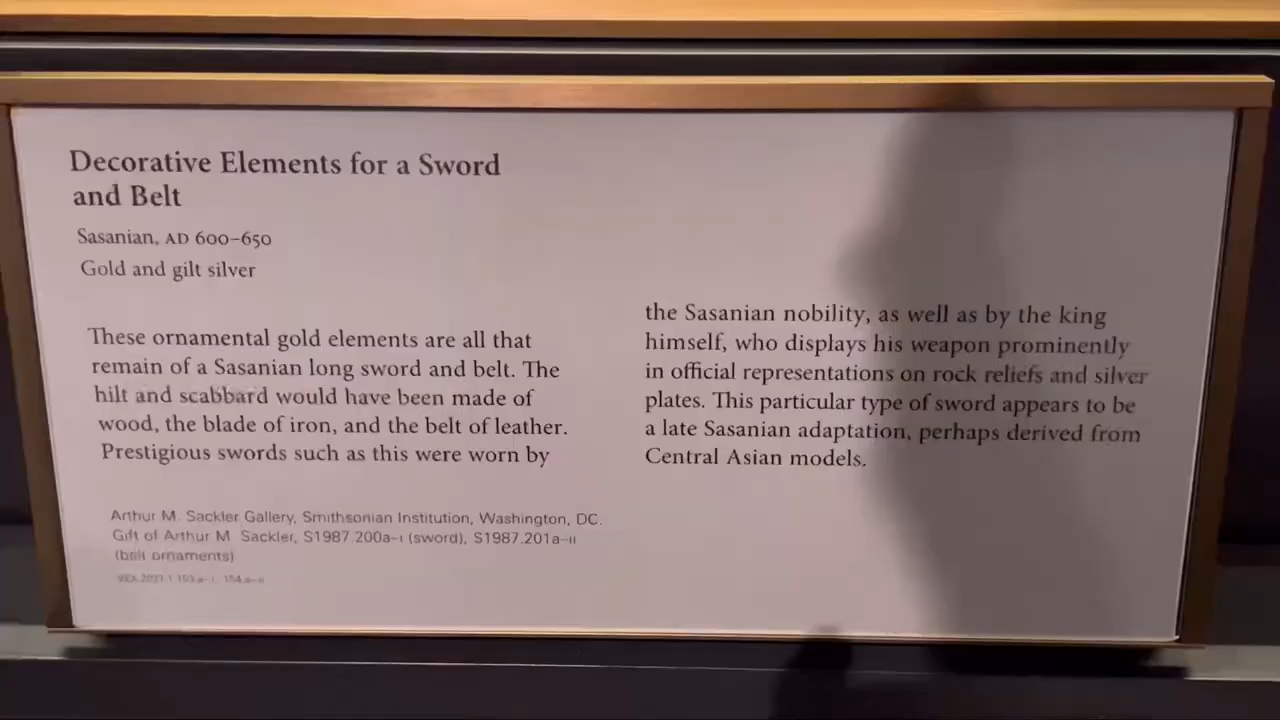 Decorative Elements for a Sword
and Belt
Sasanian, AD 600–650
Gold and gilt silver
These ornamental gold elements are all that
remain of a Sasanian long sword and belt. The
hilt and scabbard would have been made of
wood, the blade of iron, and the belt of leather.
Prestigious swords such as this were worn by
the Sasanian nobility, as well as by the king
himself, who displays his weapon prominently
in official representations on rock reliefs and silver
plates. This particular type of sword appears to be
a late Sasanian adaptation, perhaps derived from
Central Asian models.
Arthur M. Sackler Gallery, Smithsonian Institution, Washington, DC.
Gift of Arthur M. Sackler, S1987.200a–i (sword), S1987.201a–ii
(belt ornaments)